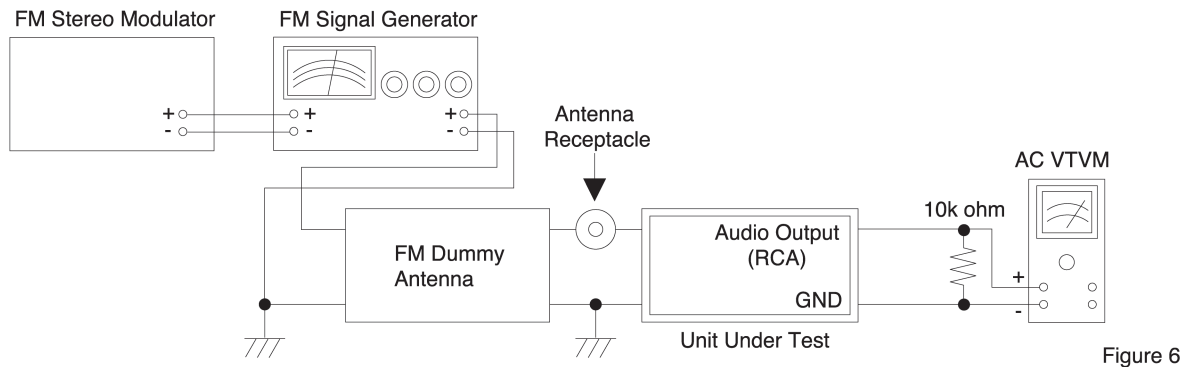 FM Stereo Modulator
FM Signal Generator
+
-
+
-
+
-
Antenna
Receptacle
AC VTVM
10k ohm
FM Dummy
Antenna
Audio Output
(RCA)
GND
+
-
Unit Under Test
Figure 6